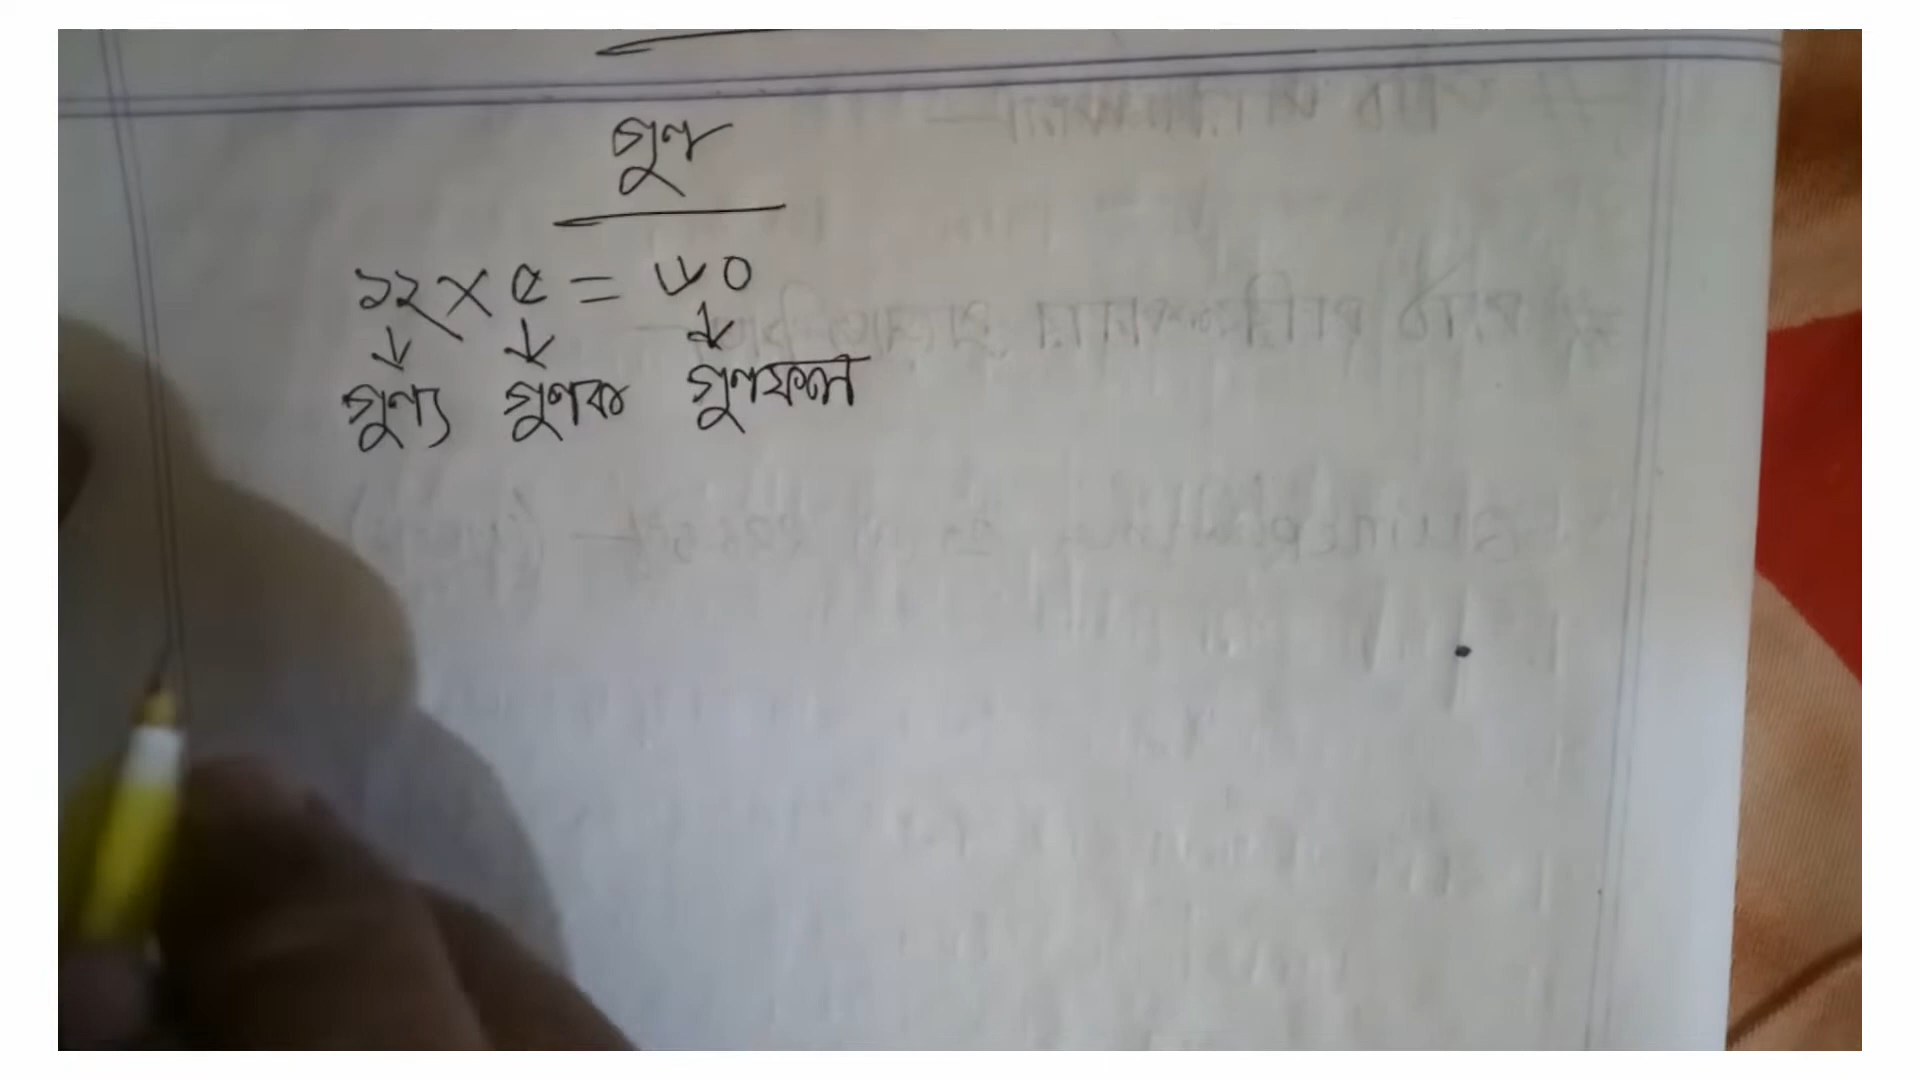 গুণ
১২ × ৫ = ৬০
↓ ↓ ↓
গুণ্য গুণক গুণফল